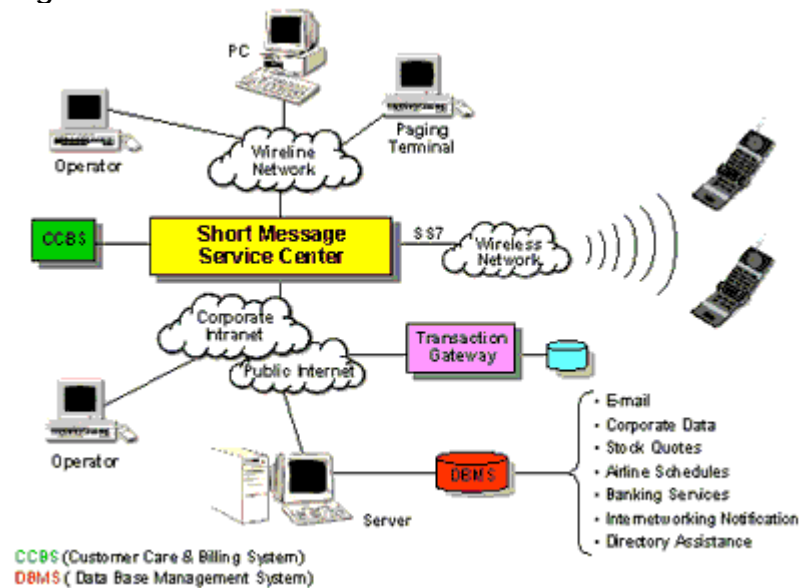 PC
Operator
Paging
Terminal
Wireline
Network
CCBS
Short Message
Service Center
SS7
Wireless
Network
Corporate
Intranet
Public Internet
Transaction
Gateway
Operator
Server
DBMS
• E-mail
• Corporate Data
• Stock Quotes
• Airline Schedules
• Banking Services
• Internetworking Notification
• Directory Assistance
CCBS (Customer Care & Billing System)
DBMS ( Data Base Management System)